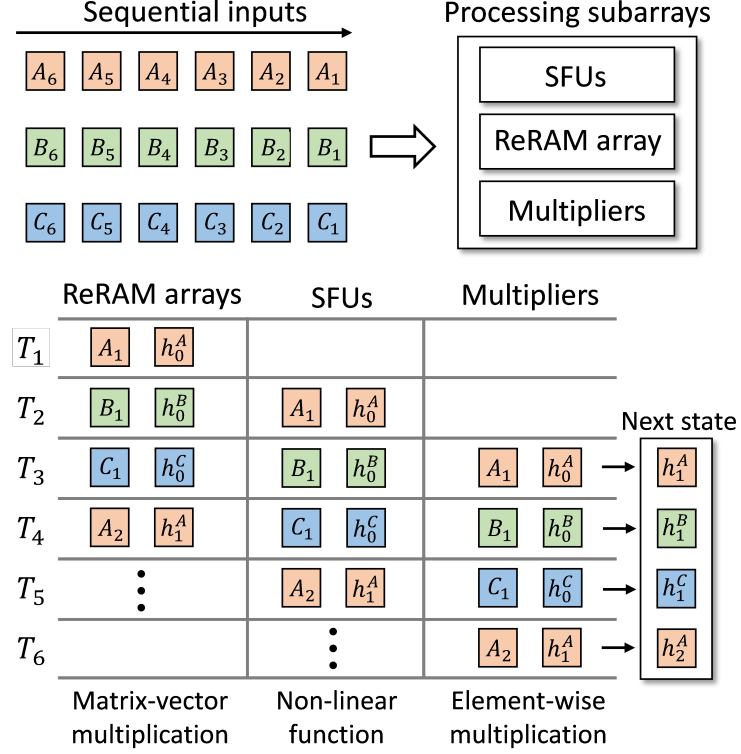 Sequential inputs
Processing subarrays
A₆ A₅ A₄ A₃ A₂ A₁
SFUs
B₆ B₅ B₄ B₃ B₂ B₁
ReRAM array
C₆ C₅ C₄ C₃ C₂ C₁
Multipliers
ReRAM arrays SFUs Multipliers
T₁ A₁ h₀ᴬ
T₂ B₁ h₀ᴮ A₁ h₀ᴬ
Next state
T₃ C₁ h₀ᶜ B₁ h₀ᴮ A₁ h₀ᴬ h₁ᴬ
T₄ A₂ h₁ᴬ C₁ h₀ᶜ B₁ h₀ᴮ h₁ᴮ
T₅ A₂ h₁ᴬ C₁ h₀ᶜ h₁ᶜ
T₆ A₂ h₁ᴬ h₂ᴬ
Matrix-vector
multiplication
Non-linear
function
Element-wise
multiplication